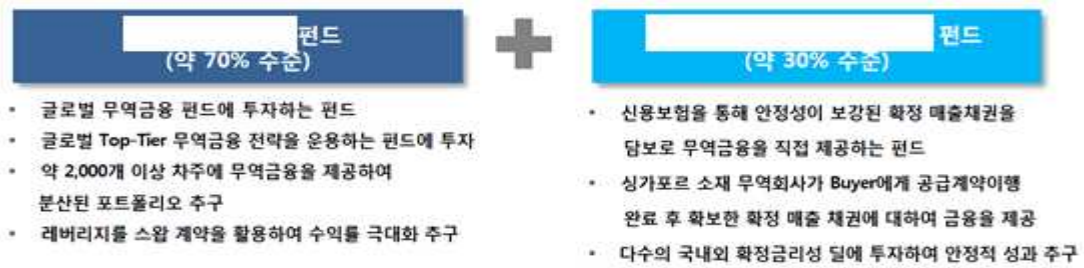 펀드
(약 70% 수준)
• 글로벌 무역금융 펀드에 투자하는 펀드
• 글로벌 Top-Tier 무역금융 전략을 운용하는 펀드에 투자
• 약 2,000개 이상 차주에 무역금융을 제공하여
분산된 포트폴리오 추구
• 레버리지를 스왑 계약을 활용하여 수익률 극대화 추구
펀드
(약 30% 수준)
• 신용보험을 통해 안정성이 보강된 확정 매출채권을
담보로 무역금융을 직접 제공하는 펀드
• 싱가포르 소재 무역회사가 Buyer에게 공급계약이행
완료 후 확보한 확정 매출 채권에 대하여 금융을 제공
• 다수의 국내외 확정금리성 딜에 투자하여 안정적 성과 추구